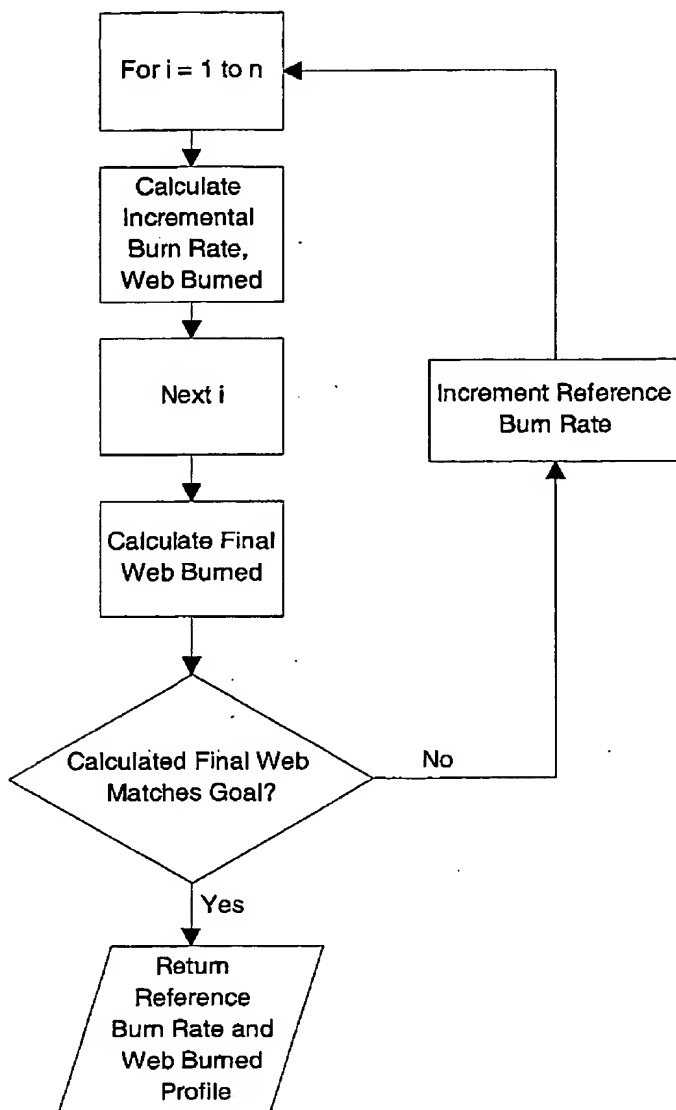 For i = 1 to n
Calculate
Incremental
Burn Rate,
Web Burned
Next i
Increment Reference
Burn Rate
Calculate Final
Web Burned
Calculated Final Web
Matches Goal?
No
Yes
Return
Reference
Burn Rate and
Web Burned
Profile